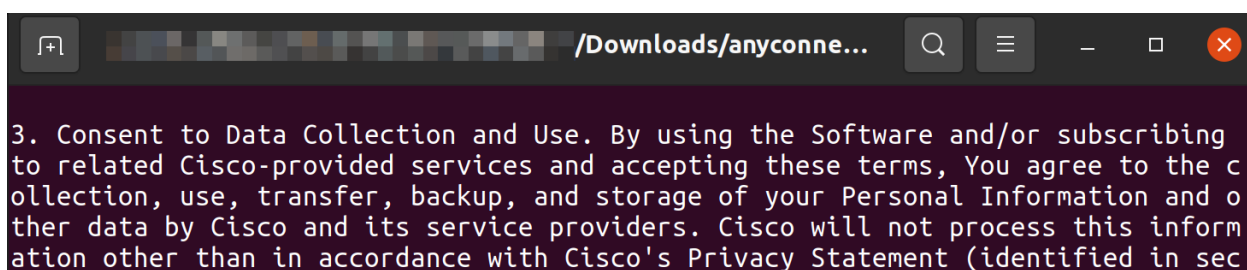 /Downloads/anyconne...
3. Consent to Data Collection and Use. By using the Software and/or subscribing
to related Cisco-provided services and accepting these terms, You agree to the c
ollection, use, transfer, backup, and storage of your Personal Information and o
ther data by Cisco and its service providers. Cisco will not process this inform
ation other than in accordance with Cisco's Privacy Statement (identified in sec